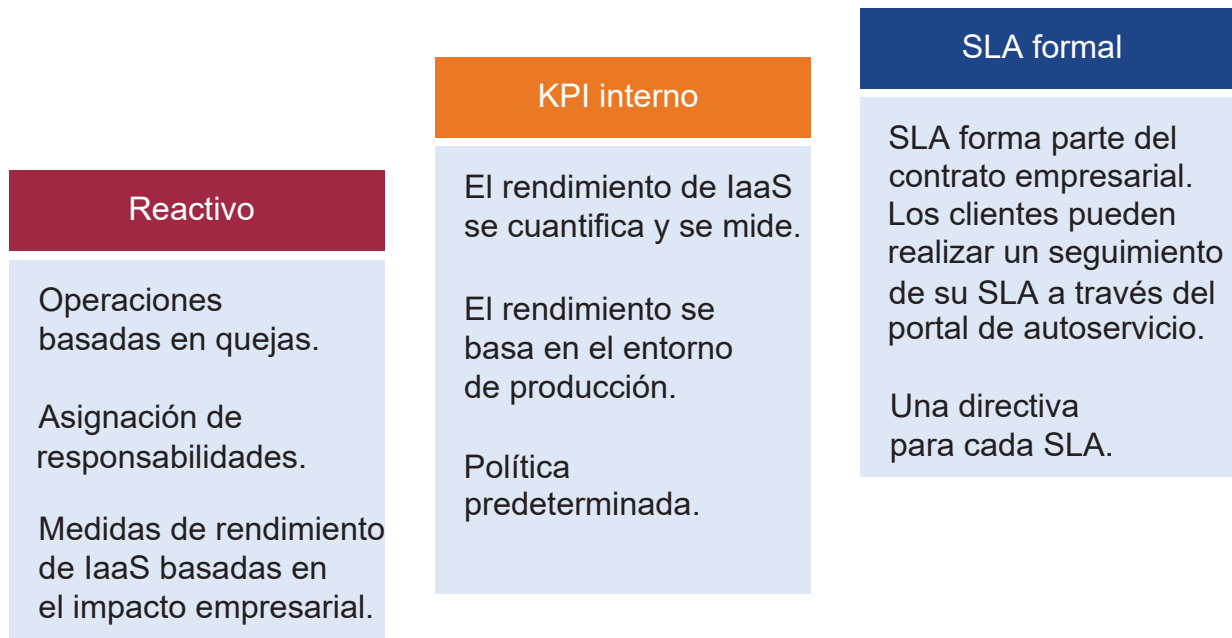 Reactivo
Operaciones
basadas en quejas.
Asignación de
responsabilidades.
Medidas de rendimiento
de IaaS basadas en
el impacto empresarial.
KPI interno
El rendimiento de IaaS
se cuantifica y se mide.
El rendimiento se
basa en el entorno
de producción.
Política
predeterminada.
SLA formal
SLA forma parte del
contrato empresarial.
Los clientes pueden
realizar un seguimiento
de su SLA a través del
portal de autoservicio.
Una directiva
para cada SLA.